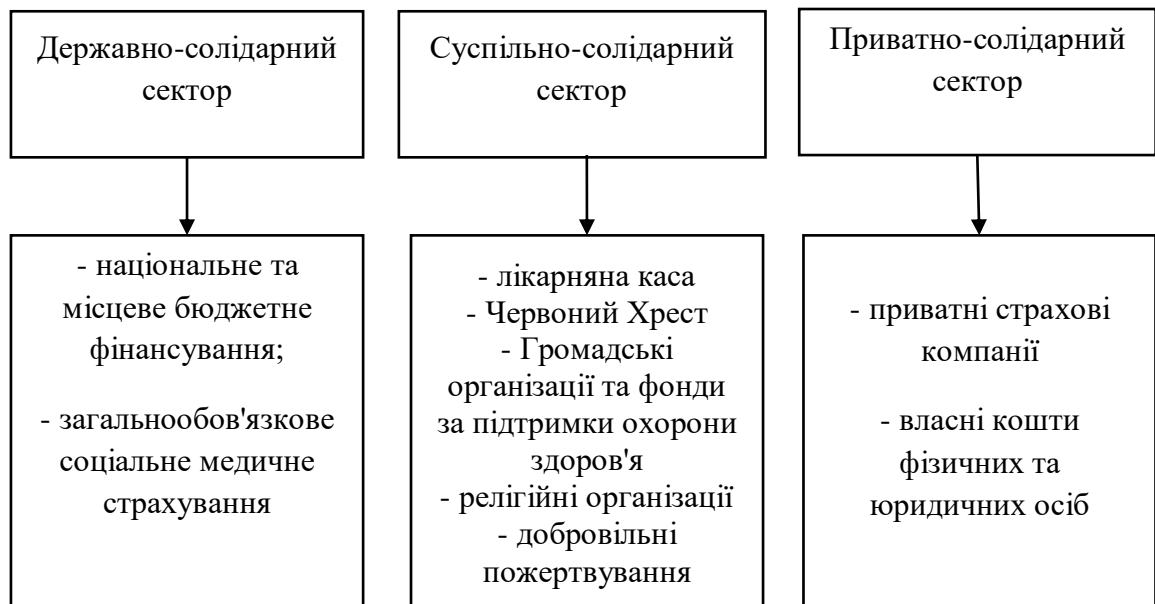 Державно-солідарний
сектор
Суспільно-солідарний
сектор
Приватно-солідарний
сектор
- національне та
місцеве бюджетне
фінансування;
- загальнообов'язкове
соціальне медичне
страхування
- лікарняна каса
- Червоний Хрест
- Громадські
організації та фонди
за підтримки охорони
здоров'я
- релігійні організації
- добровільні
пожертвування
- приватні страхові
компанії
- власні кошти
фізичних та
юридичних осіб